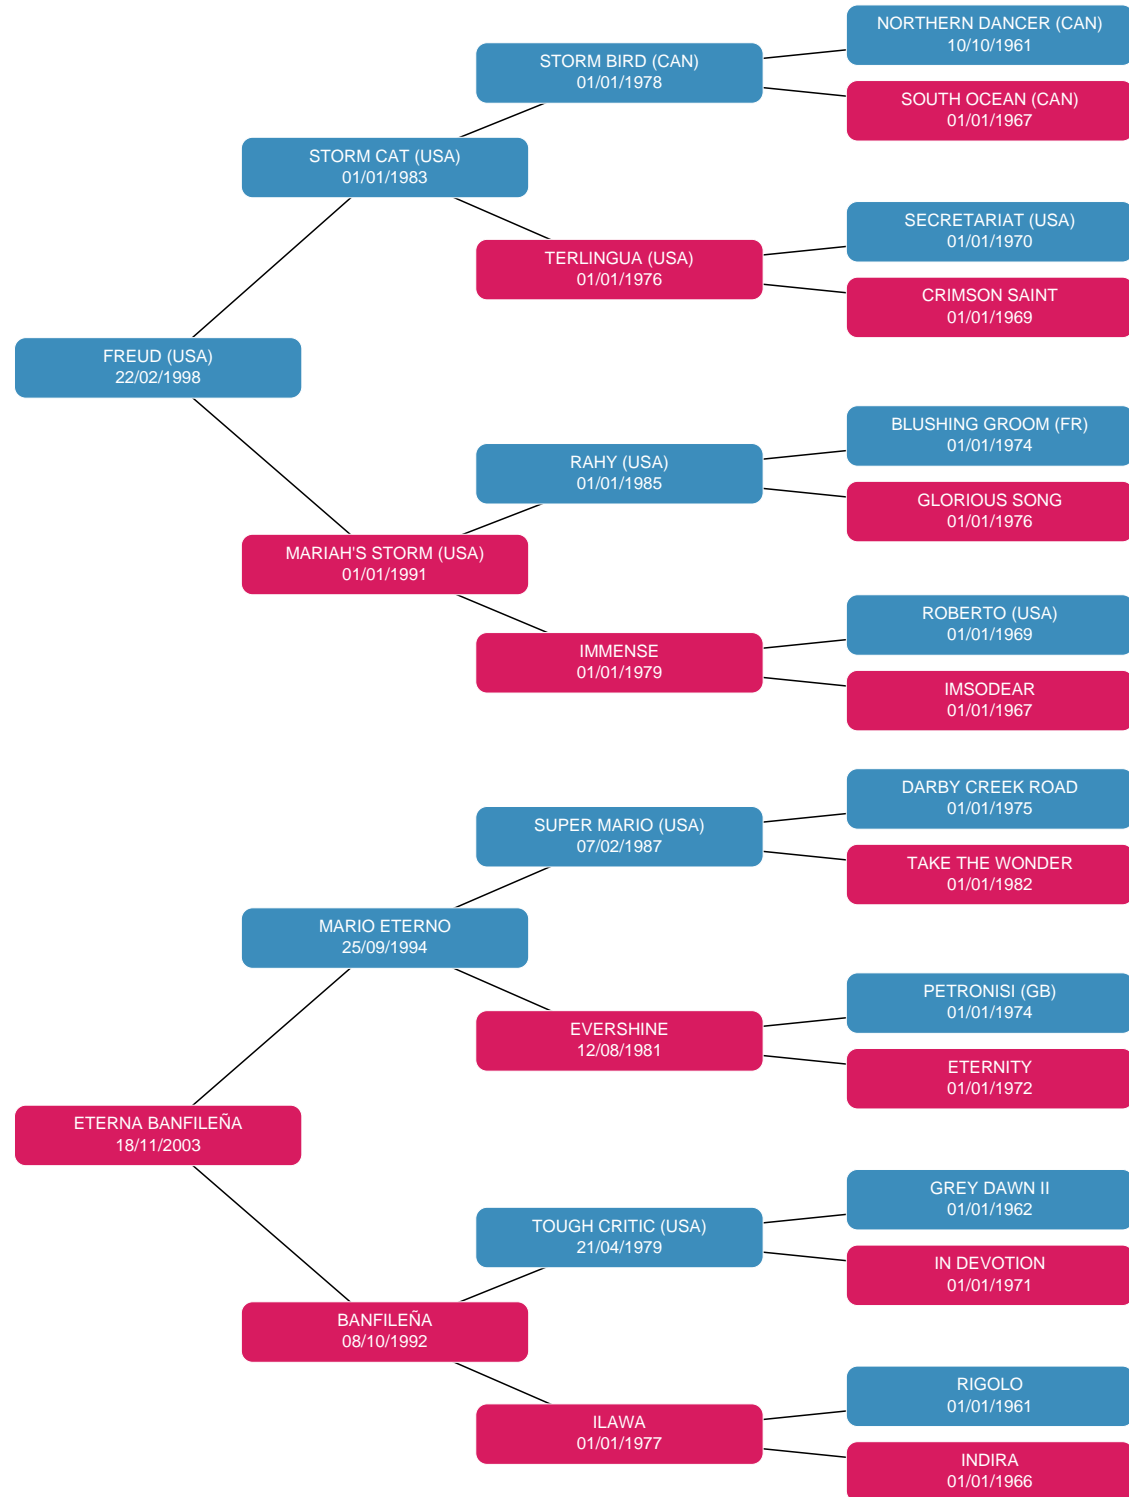 NORTHERN DANCER (CAN)
10/10/1961
STORM BIRD (CAN)
01/01/1978
SOUTH OCEAN (CAN)
01/01/1967
STORM CAT (USA)
01/01/1983
SECRETARIAT (USA)
01/01/1970
TERLINGUA (USA)
01/01/1976
CRIMSON SAINT
01/01/1969
FREUD (USA)
22/02/1998
BLUSHING GROOM (FR)
01/01/1974
RAHY (USA)
01/01/1985
GLORIOUS SONG
01/01/1976
MARIAH'S STORM (USA)
01/01/1991
ROBERTO (USA)
01/01/1969
IMMENSE
01/01/1979
IMSODEAR
01/01/1967
DARBY CREEK ROAD
01/01/1975
SUPER MARIO (USA)
07/02/1987
TAKE THE WONDER
01/01/1982
MARIO ETERNO
25/09/1994
PETRONISI (GB)
01/01/1974
EVERSHINE
12/08/1981
ETERNITY
01/01/1972
ETERNA BANFILEÑA
18/11/2003
GREY DAWN II
01/01/1962
TOUGH CRITIC (USA)
21/04/1979
IN DEVOTION
01/01/1971
BANFILEÑA
08/10/1992
RIGOLO
01/01/1961
ILAWA
01/01/1977
INDIRA
01/01/1966